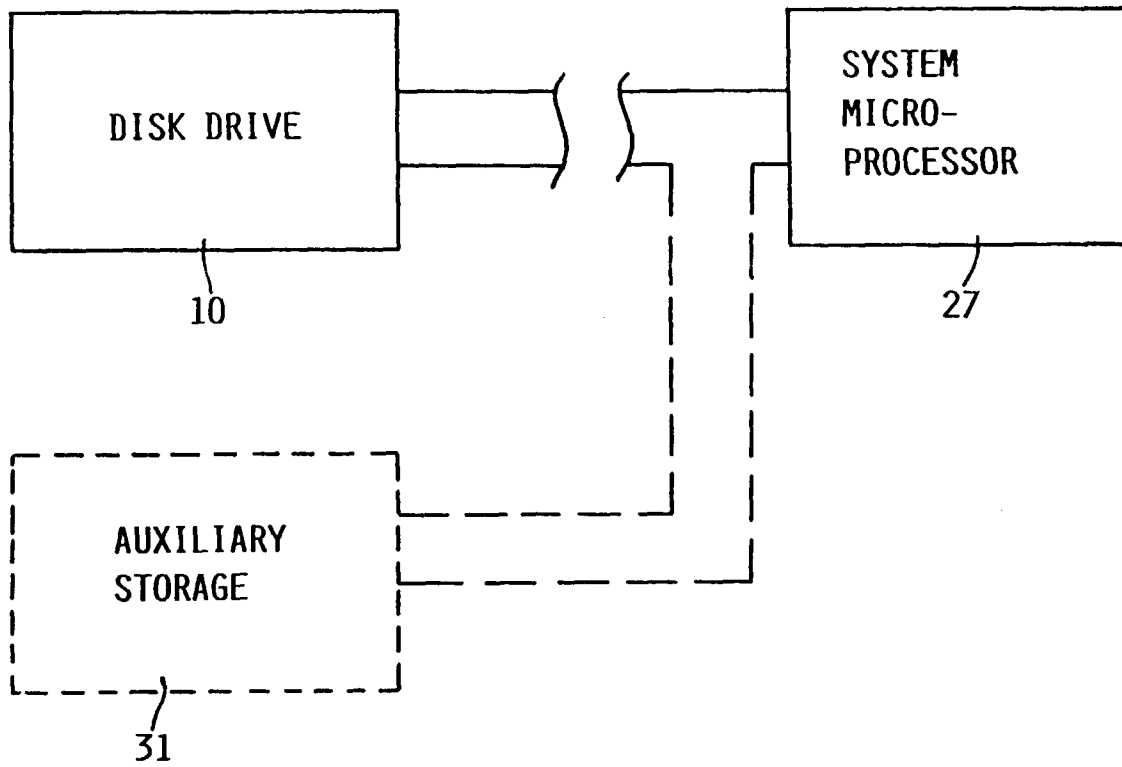 DISK DRIVE
10
SYSTEM
MICRO-
PROCESSOR
27
AUXILIARY
STORAGE
31